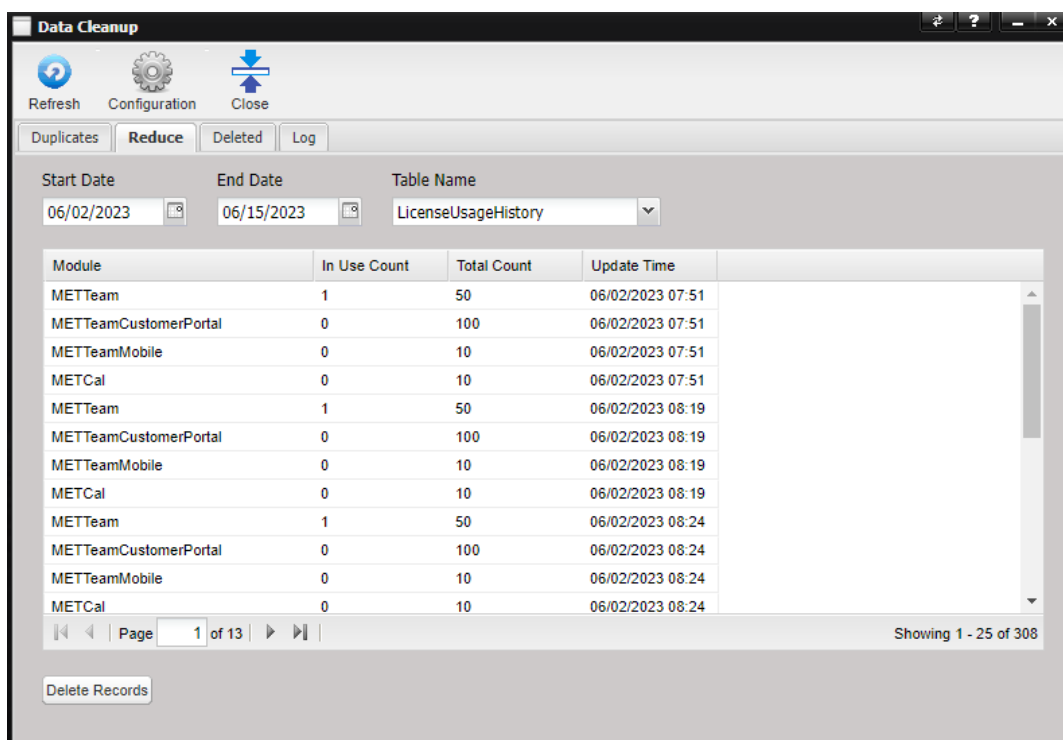 Data Cleanup
Refresh Configuration Close
Duplicates Reduce Deleted Log
Start Date End Date Table Name
06/02/2023 06/15/2023 LicenseUsageHistory
Module In Use Count Total Count Update Time
METTeam 1 50 06/02/2023 07:51
METTeamCustomerPortal 0 100 06/02/2023 07:51
METTeamMobile 0 10 06/02/2023 07:51
METCal 0 10 06/02/2023 07:51
METTeam 1 50 06/02/2023 08:19
METTeamCustomerPortal 0 100 06/02/2023 08:19
METTeamMobile 0 10 06/02/2023 08:19
METCal 0 10 06/02/2023 08:19
METTeam 1 50 06/02/2023 08:24
METTeamCustomerPortal 0 100 06/02/2023 08:24
METTeamMobile 0 10 06/02/2023 08:24
METCal 0 10 06/02/2023 08:24
Page 1 of 13 Showing 1 - 25 of 308
Delete Records